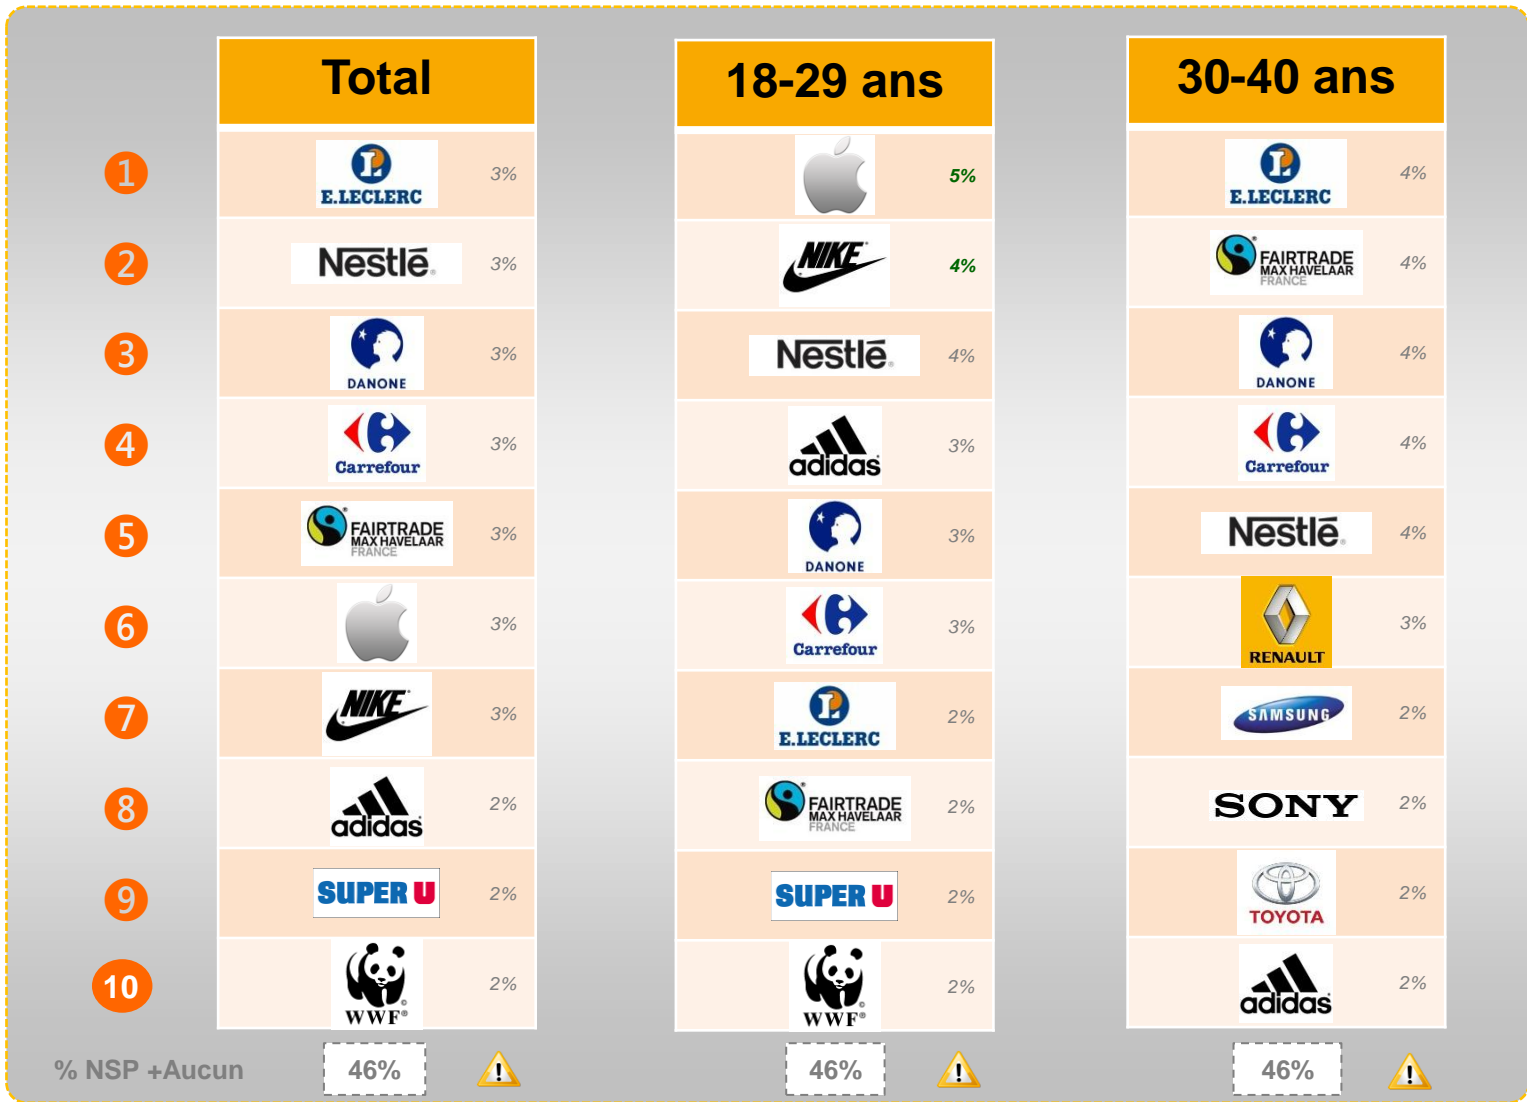 Total
18-29 ans
30-40 ans
1
E.LECLERC
3%
5%
E.LECLERC
4%
2
Nestlé
3%
NIKE
4%
FAIRTRADE
MAX HAVELAAR
FRANCE
4%
3
DANONE
3%
Nestlé
4%
DANONE
4%
4
Carrefour
3%
adidas
3%
Carrefour
4%
5
FAIRTRADE
MAX HAVELAAR
FRANCE
3%
DANONE
3%
Nestlé
4%
6
3%
Carrefour
3%
RENAULT
3%
7
NIKE
3%
E.LECLERC
2%
SAMSUNG
2%
8
adidas
2%
FAIRTRADE
MAX HAVELAAR
FRANCE
2%
SONY
2%
9
SUPER U
2%
SUPER U
2%
TOYOTA
2%
10
WWF®
2%
WWF®
2%
adidas
2%
% NSP +Aucun
46%
46%
46%